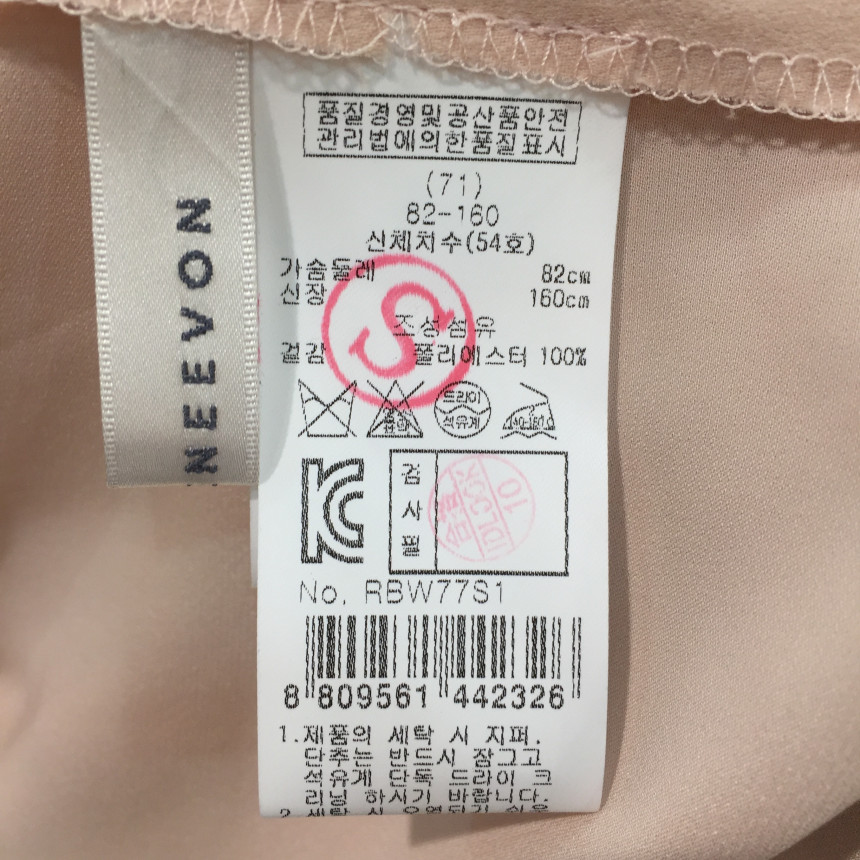 NEEVON
품질경영및공산품안전
관리법에의한품질표시
(71)
82-160
신체치수(54호)
가슴둘레 82cm
신장 160cm
S
조성섬유
겉감 폴리에스터 100%
드라이
석유계
검
사
필
10
No. RBW77S1
8 809561 442326
1.제품의 세탁 시 지퍼.
단추는 반드시 잠그고
석유계 단독 드라이 크
리닝 하시기 바랍니다.